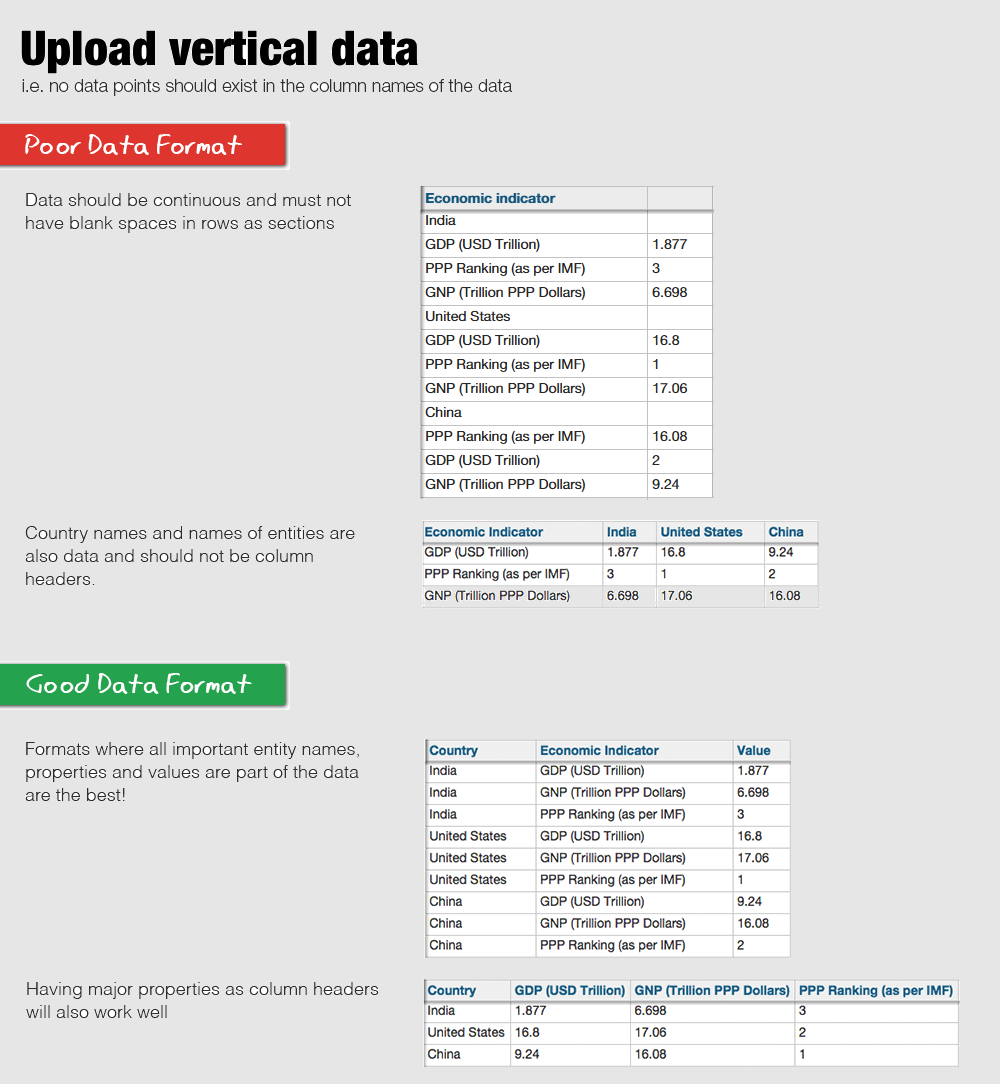 Upload vertical data
i.e. no data points should exist in the column names of the data
Poor Data Format
Data should be continuous and must not
have blank spaces in rows as sections
Economic indicator
India
GDP (USD Trillion) 1.877
PPP Ranking (as per IMF) 3
GNP (Trillion PPP Dollars) 6.698
United States
GDP (USD Trillion) 16.8
PPP Ranking (as per IMF) 1
GNP (Trillion PPP Dollars) 17.06
China
PPP Ranking (as per IMF) 16.08
GDP (USD Trillion) 2
GNP (Trillion PPP Dollars) 9.24
Country names and names of entities are
also data and should not be column
headers.
Economic Indicator India United States China
GDP (USD Trillion) 1.877 16.8 9.24
PPP Ranking (as per IMF) 3 1 2
GNP (Trillion PPP Dollars) 6.698 17.06 16.08
Good Data Format
Formats where all important entity names,
properties and values are part of the data
are the best!
Country Economic Indicator Value
India GDP (USD Trillion) 1.877
India GNP (Trillion PPP Dollars) 6.698
India PPP Ranking (as per IMF) 3
United States GDP (USD Trillion) 16.8
United States GNP (Trillion PPP Dollars) 17.06
United States PPP Ranking (as per IMF) 1
China GDP (USD Trillion) 9.24
China GNP (Trillion PPP Dollars) 16.08
China PPP Ranking (as per IMF) 2
Having major properties as column headers
will also work well
Country GDP (USD Trillion) GNP (Trillion PPP Dollars) PPP Ranking (as per IMF)
India 1.877 6.698 3
United States 16.8 17.06 2
China 9.24 16.08 1